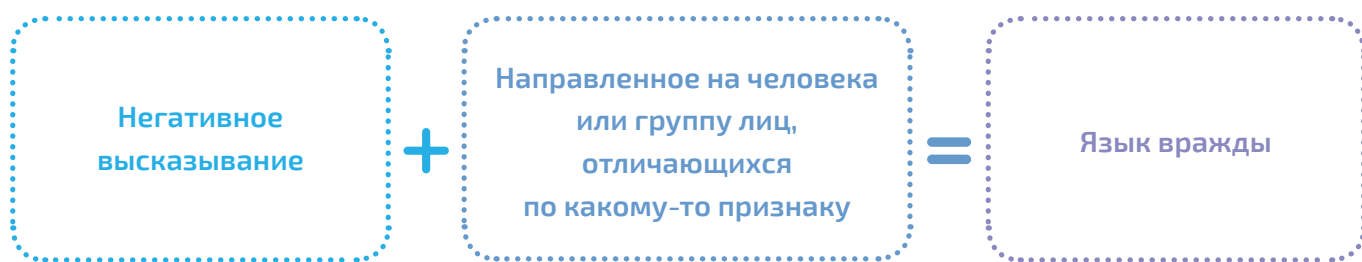 Негативное
высказывание
+
Направленное на человека
или группу лиц,
отличающихся
по какому-то признаку
=
Язык вражды